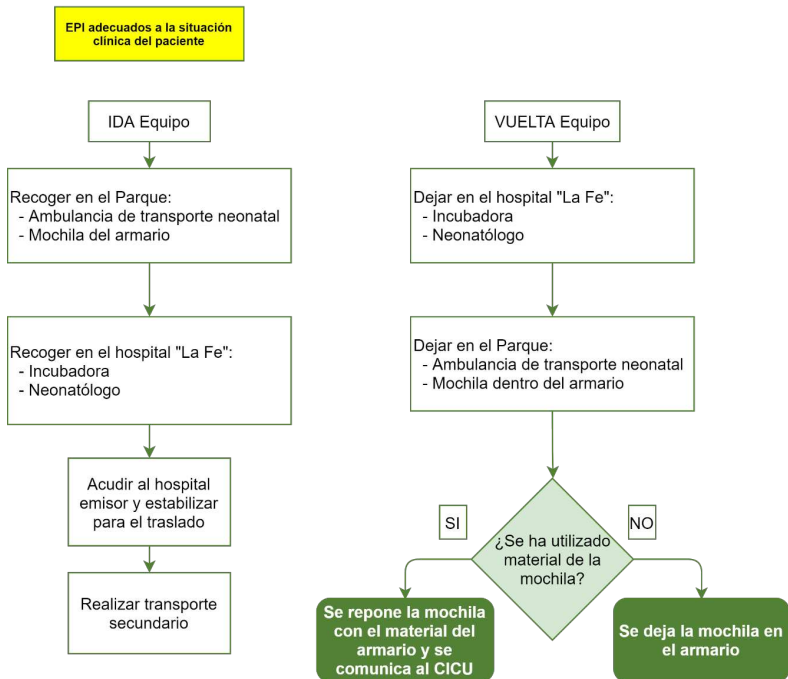 EPI adecuados a la situación
clínica del paciente
IDA Equipo
Recoger en el Parque:
- Ambulancia de transporte neonatal
- Mochila del armario
Recoger en el hospital "La Fe":
- Incubadora
- Neonatólogo
Acudir al hospital
emisor y estabilizar
para el traslado
Realizar transporte
secundario
VUELTA Equipo
Dejar en el hospital "La Fe":
- Incubadora
- Neonatólogo
Dejar en el Parque:
- Ambulancia de transporte neonatal
- Mochila dentro del armario
¿Se ha utilizado
material de la
mochila?
SI
NO
Se repone la mochila
con el material del
armario y se
comunica al CICU
Se deja la mochila en
el armario